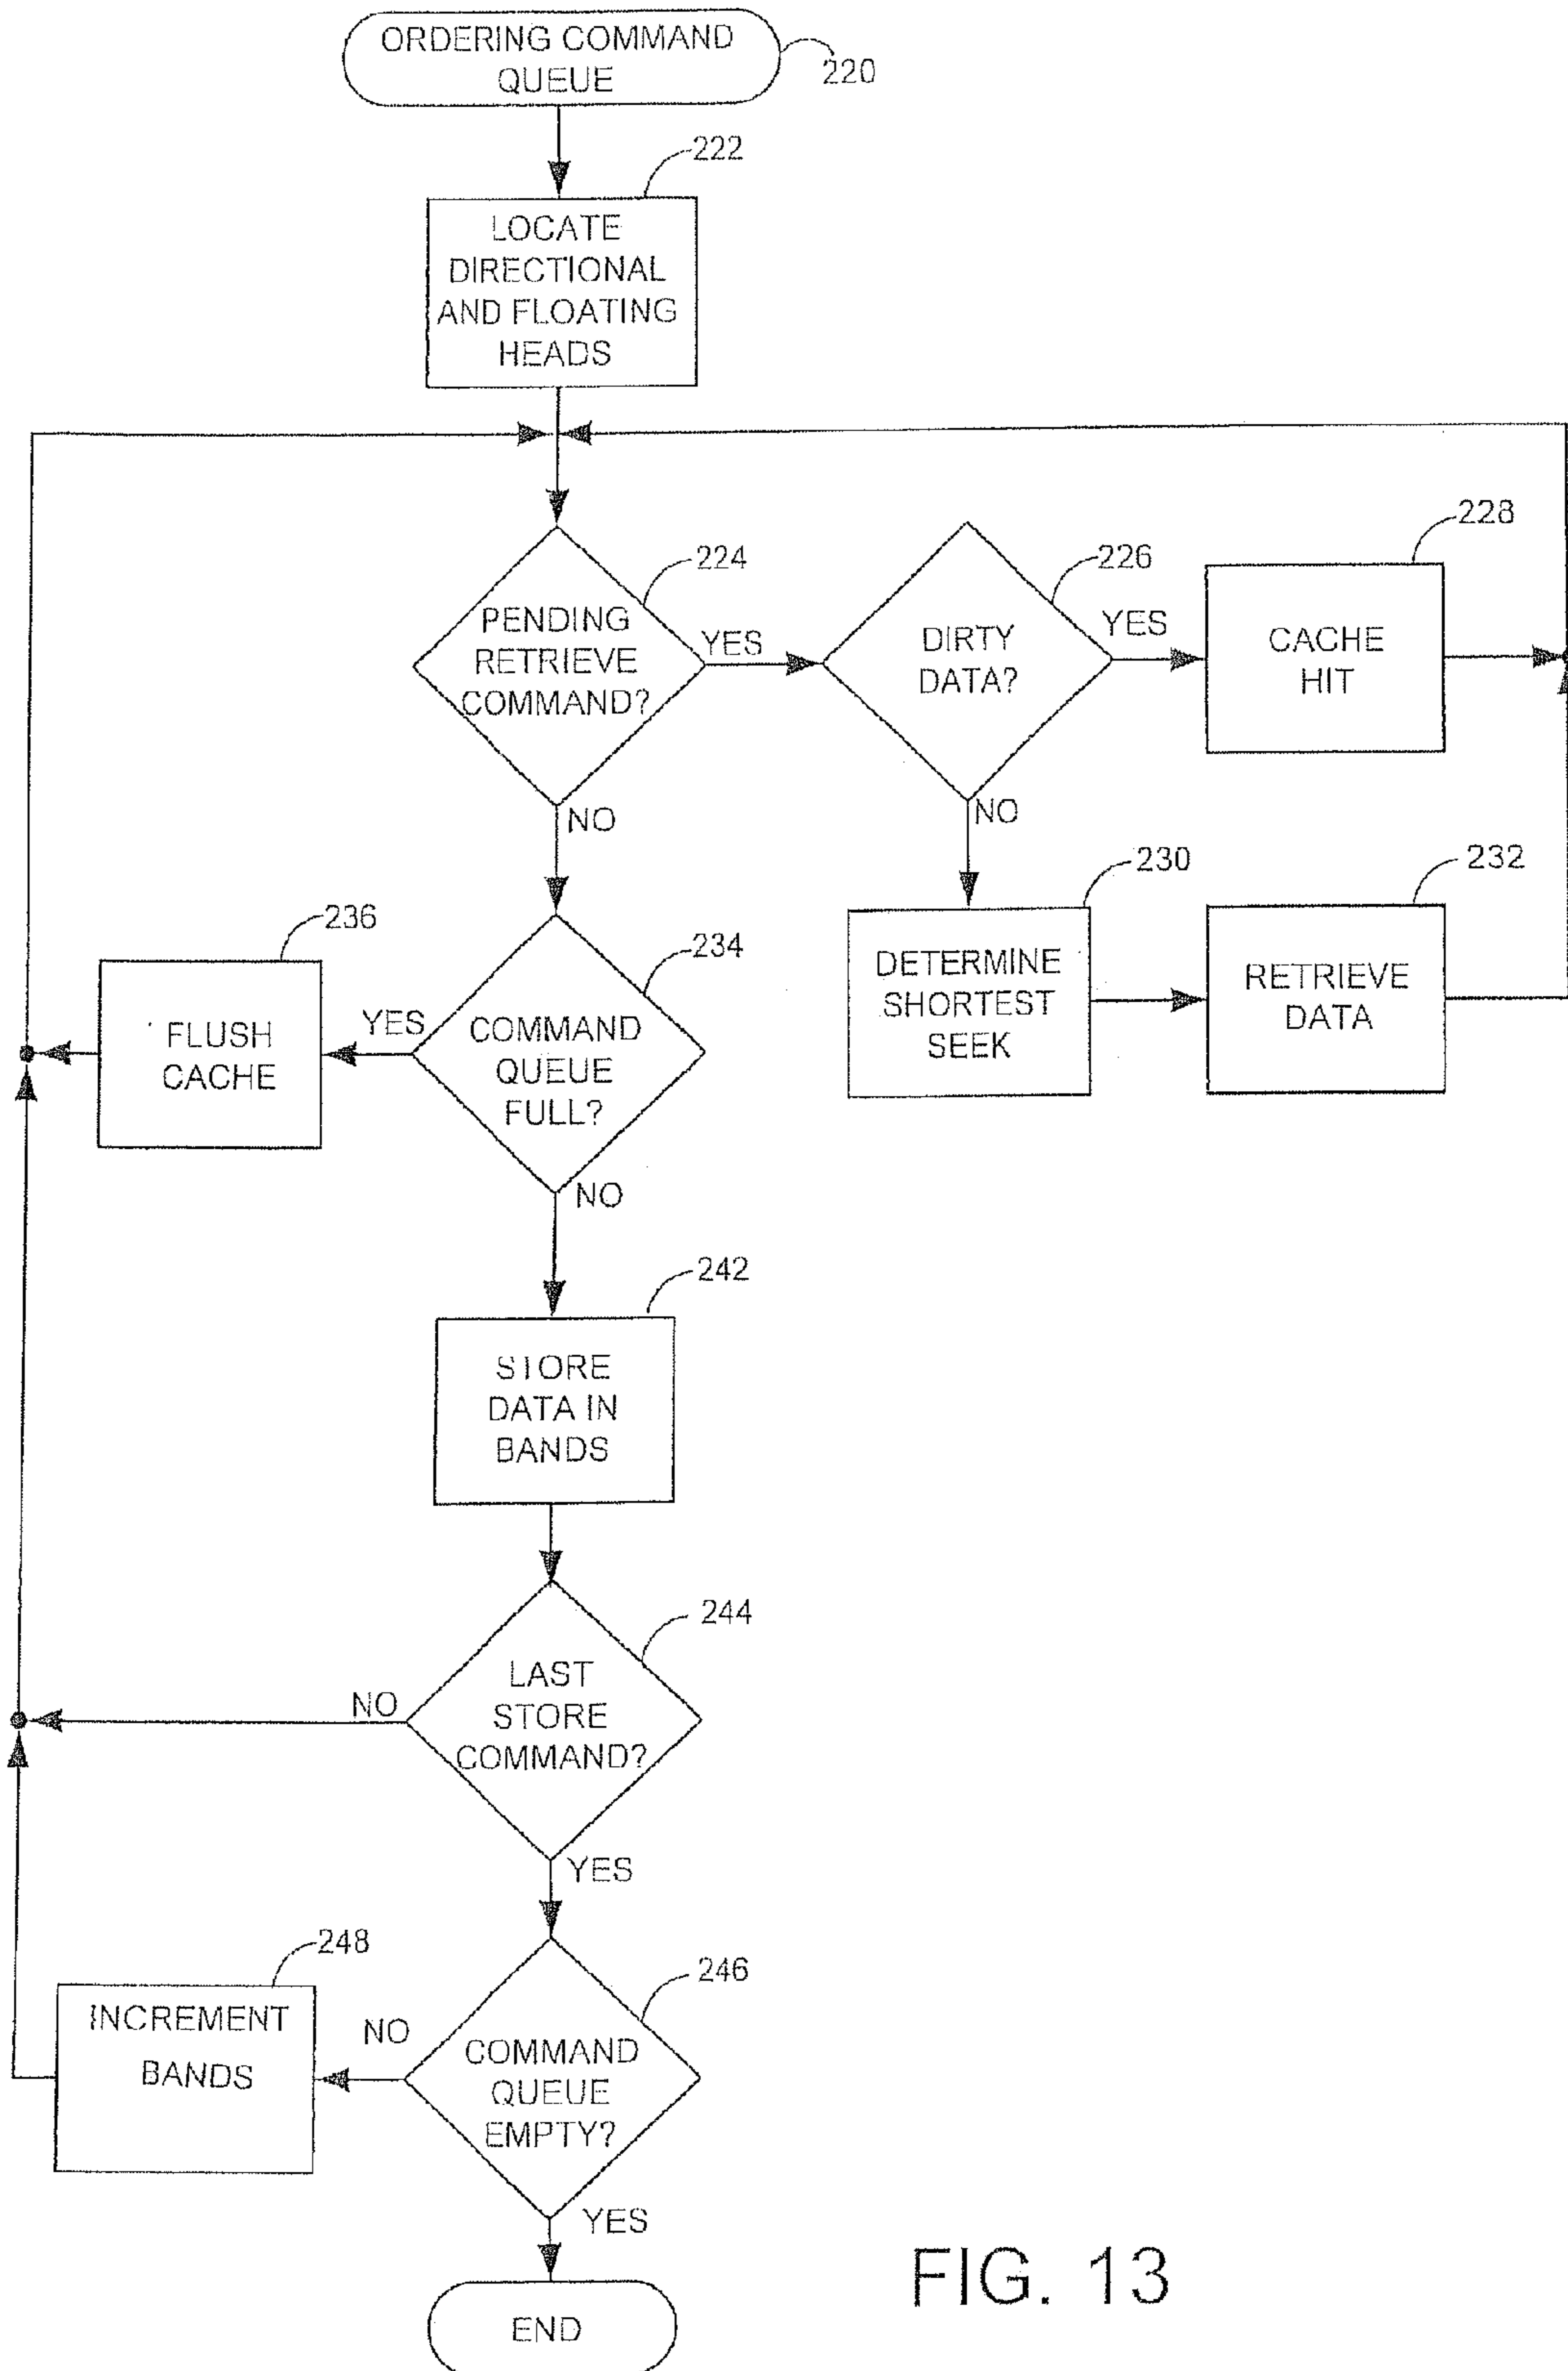 ORDERING COMMAND
QUEUE
220
222
LOCATE
DIRECTIONAL
AND FLOATING
HEADS
224
PENDING
RETRIEVE
COMMAND?
YES
226
DIRTY
DATA?
YES
228
CACHE
HIT
NO
NO
230
DETERMINE
SHORTEST
SEEK
232
RETRIEVE
DATA
236
FLUSH
CACHE
YES
234
COMMAND
QUEUE
FULL?
NO
242
STORE
DATA IN
BANDS
244
LAST
STORE
COMMAND?
NO
YES
248
INCREMENT
BANDS
NO
246
COMMAND
QUEUE
EMPTY?
YES
END
FIG. 13